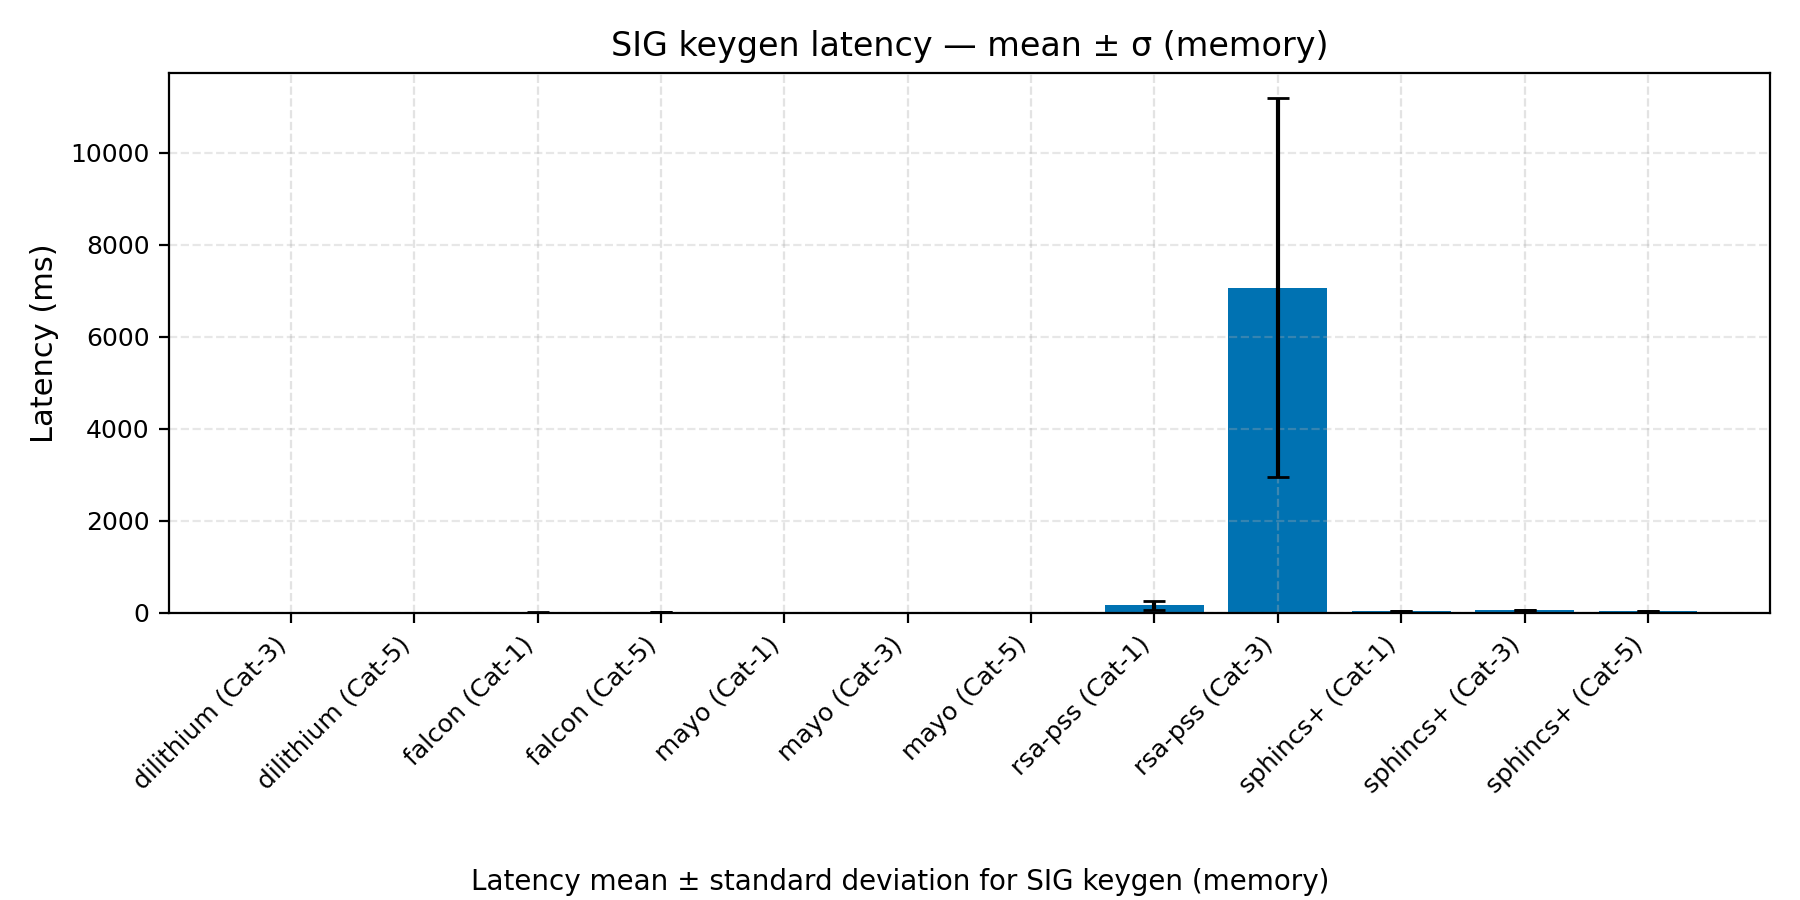 SIG keygen latency — mean ± σ (memory)
Latency (ms)
10000
8000
6000
4000
2000
0
dilithium (Cat-3)
dilithium (Cat-5)
falcon (Cat-1)
falcon (Cat-5)
mayo (Cat-1)
mayo (Cat-3)
mayo (Cat-5)
rsa-pss (Cat-1)
rsa-pss (Cat-3)
sphincs+ (Cat-1)
sphincs+ (Cat-3)
sphincs+ (Cat-5)
Latency mean ± standard deviation for SIG keygen (memory)